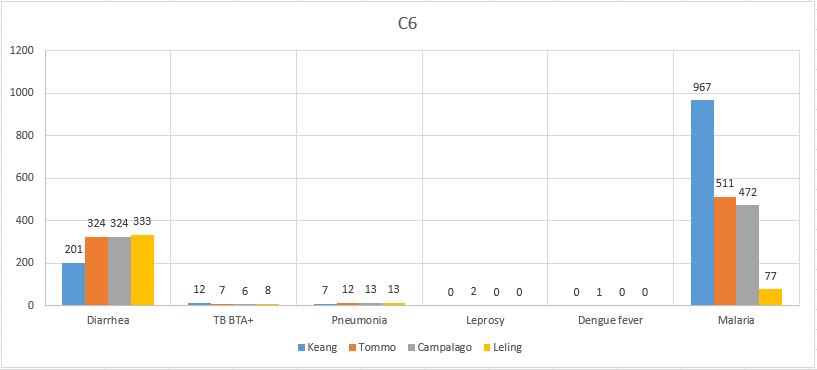 C6
1200
1000
967
800
600
511
472
400
324 324 333
201
200
77
12 7 6 8
7 12 13 13
0 2 0 0
0 1 0 0
0
Diarrhea TB BTA+ Pneumonia Leprosy Dengue fever Malaria
Keang Tommo Campalago Leling